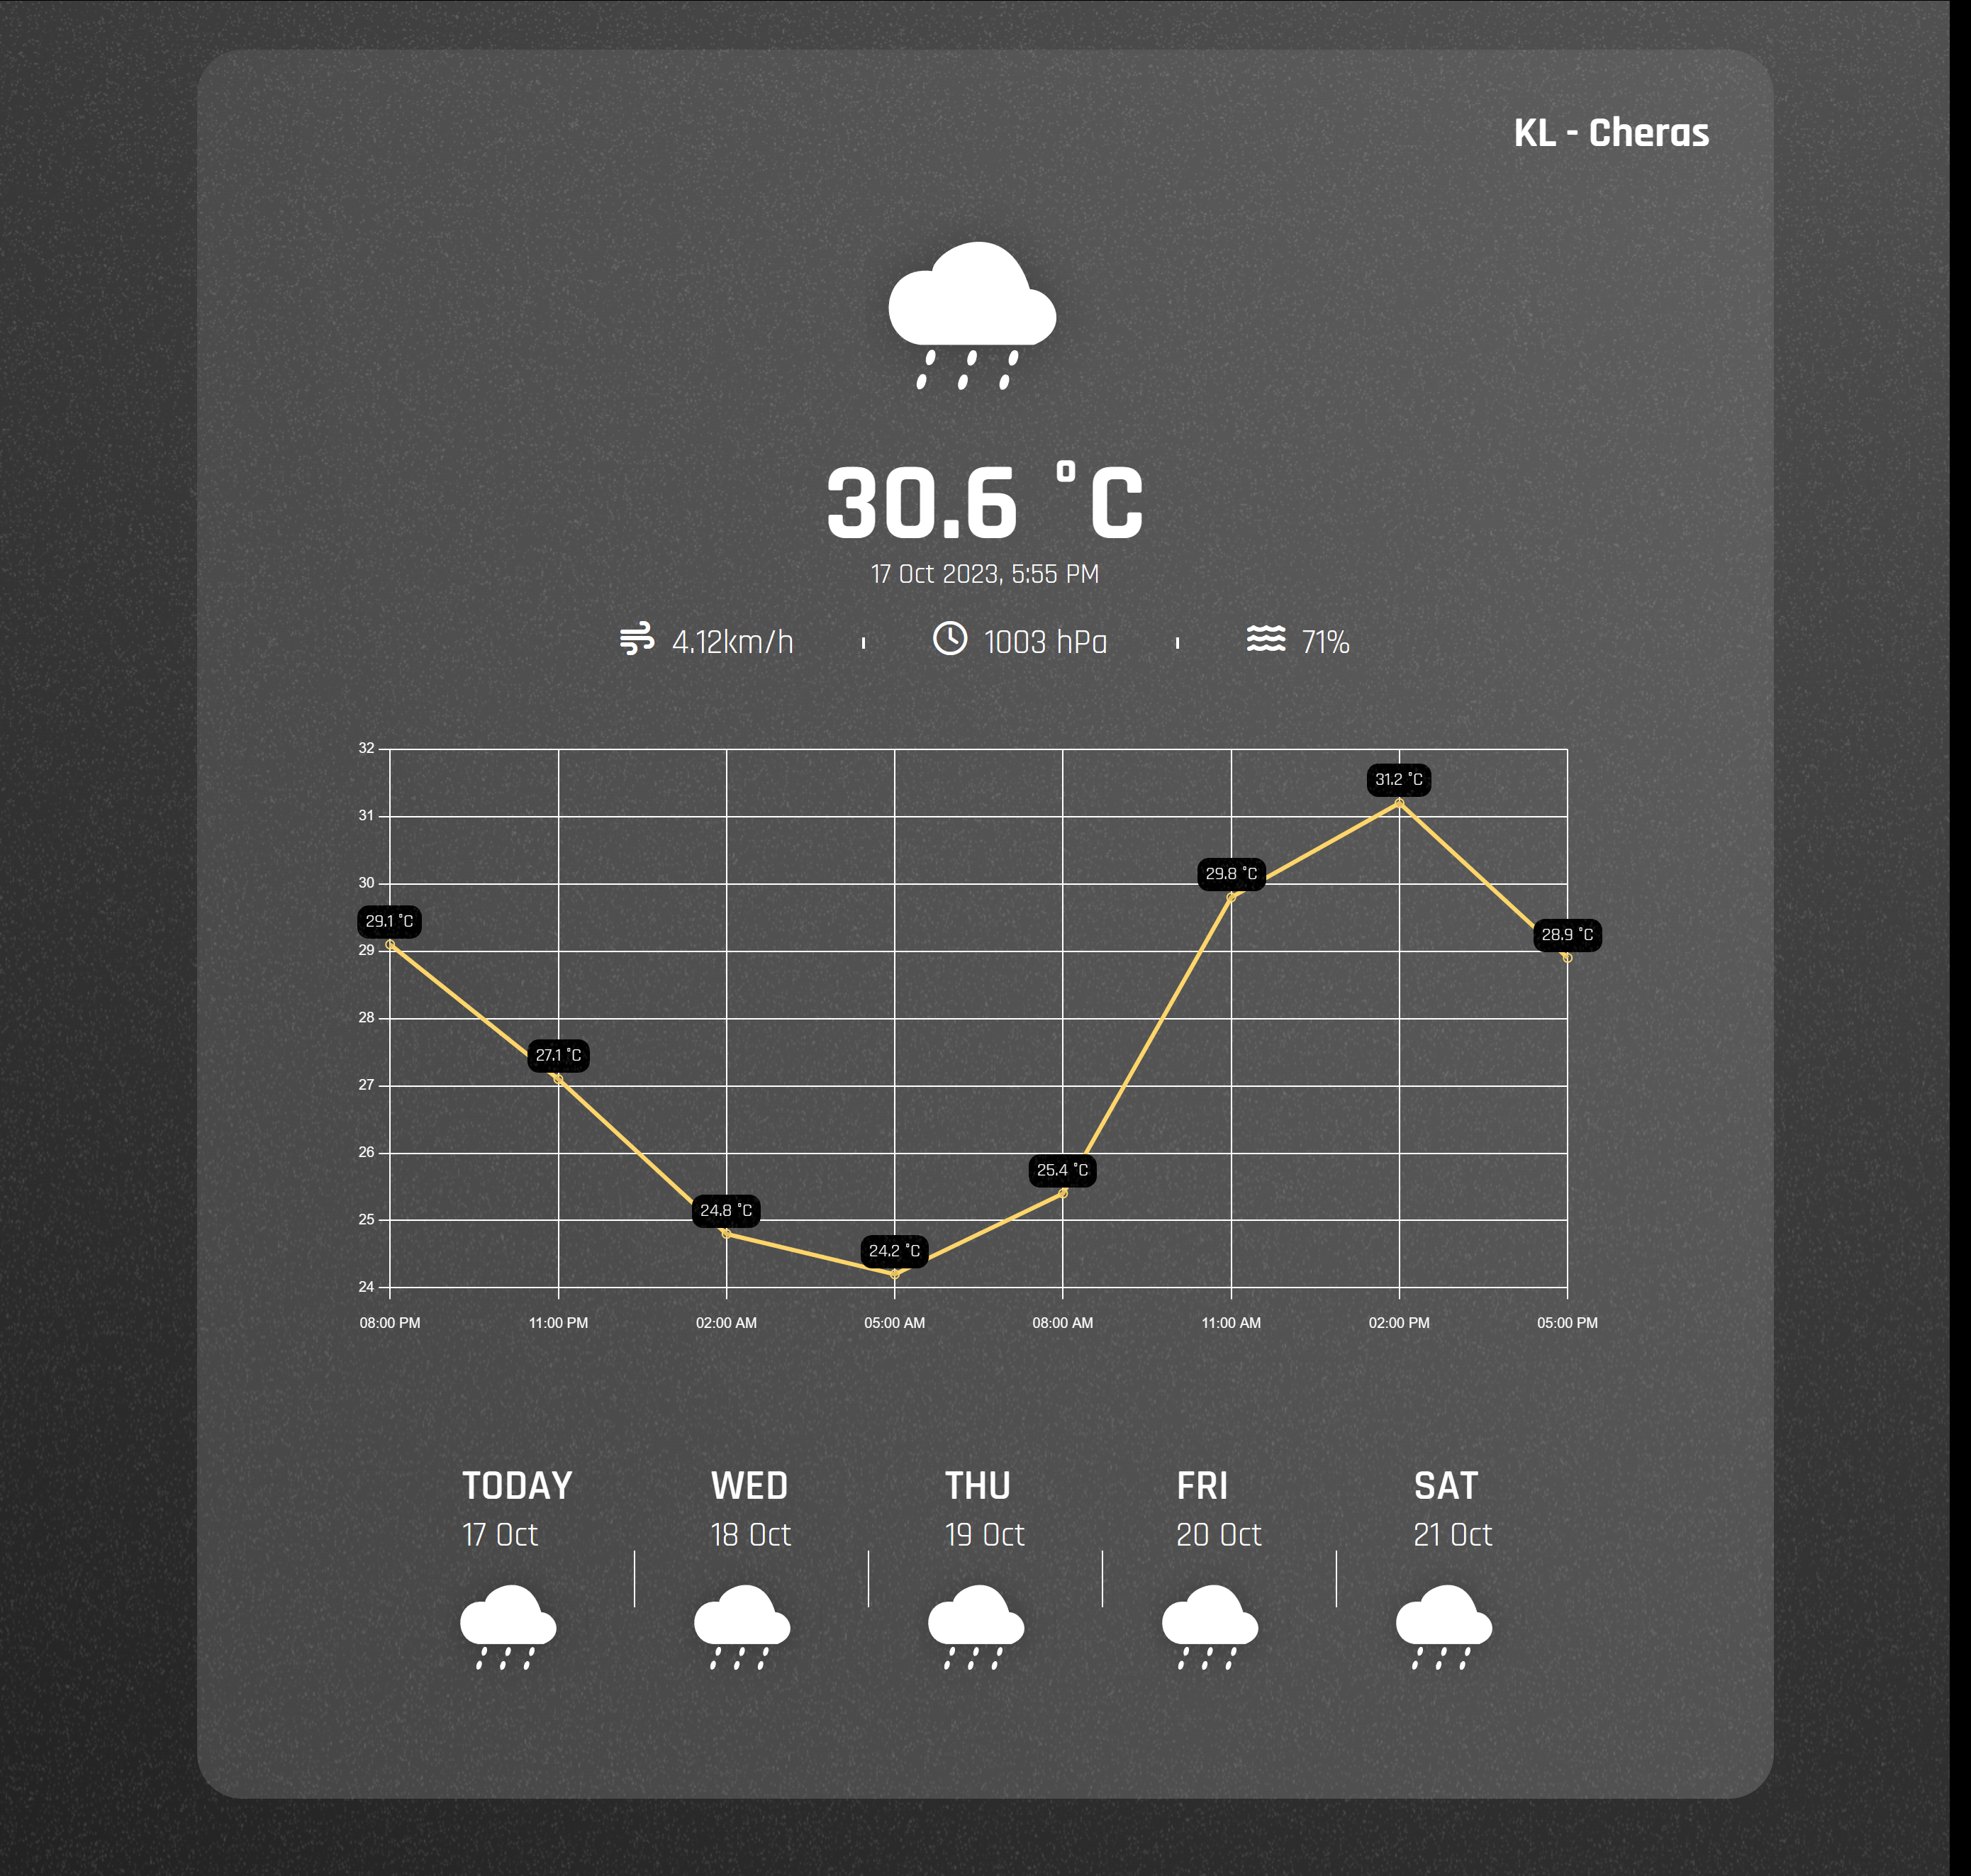 KL - Cheras
30.6 °C
17 Oct 2023, 5:55 PM
4.12km/h 1003 hPa 71%
32
31.2 °C
31
30
29.8 °C
29.1 °C
28.9 °C
29
28
27.1 °C
27
26
25.4 °C
25
24.8 °C
24.2 °C
24
08:00 PM 11:00 PM 02:00 AM 05:00 AM 08:00 AM 11:00 AM 02:00 PM 05:00 PM
TODAY WED THU FRI SAT
17 Oct 18 Oct 19 Oct 20 Oct 21 Oct